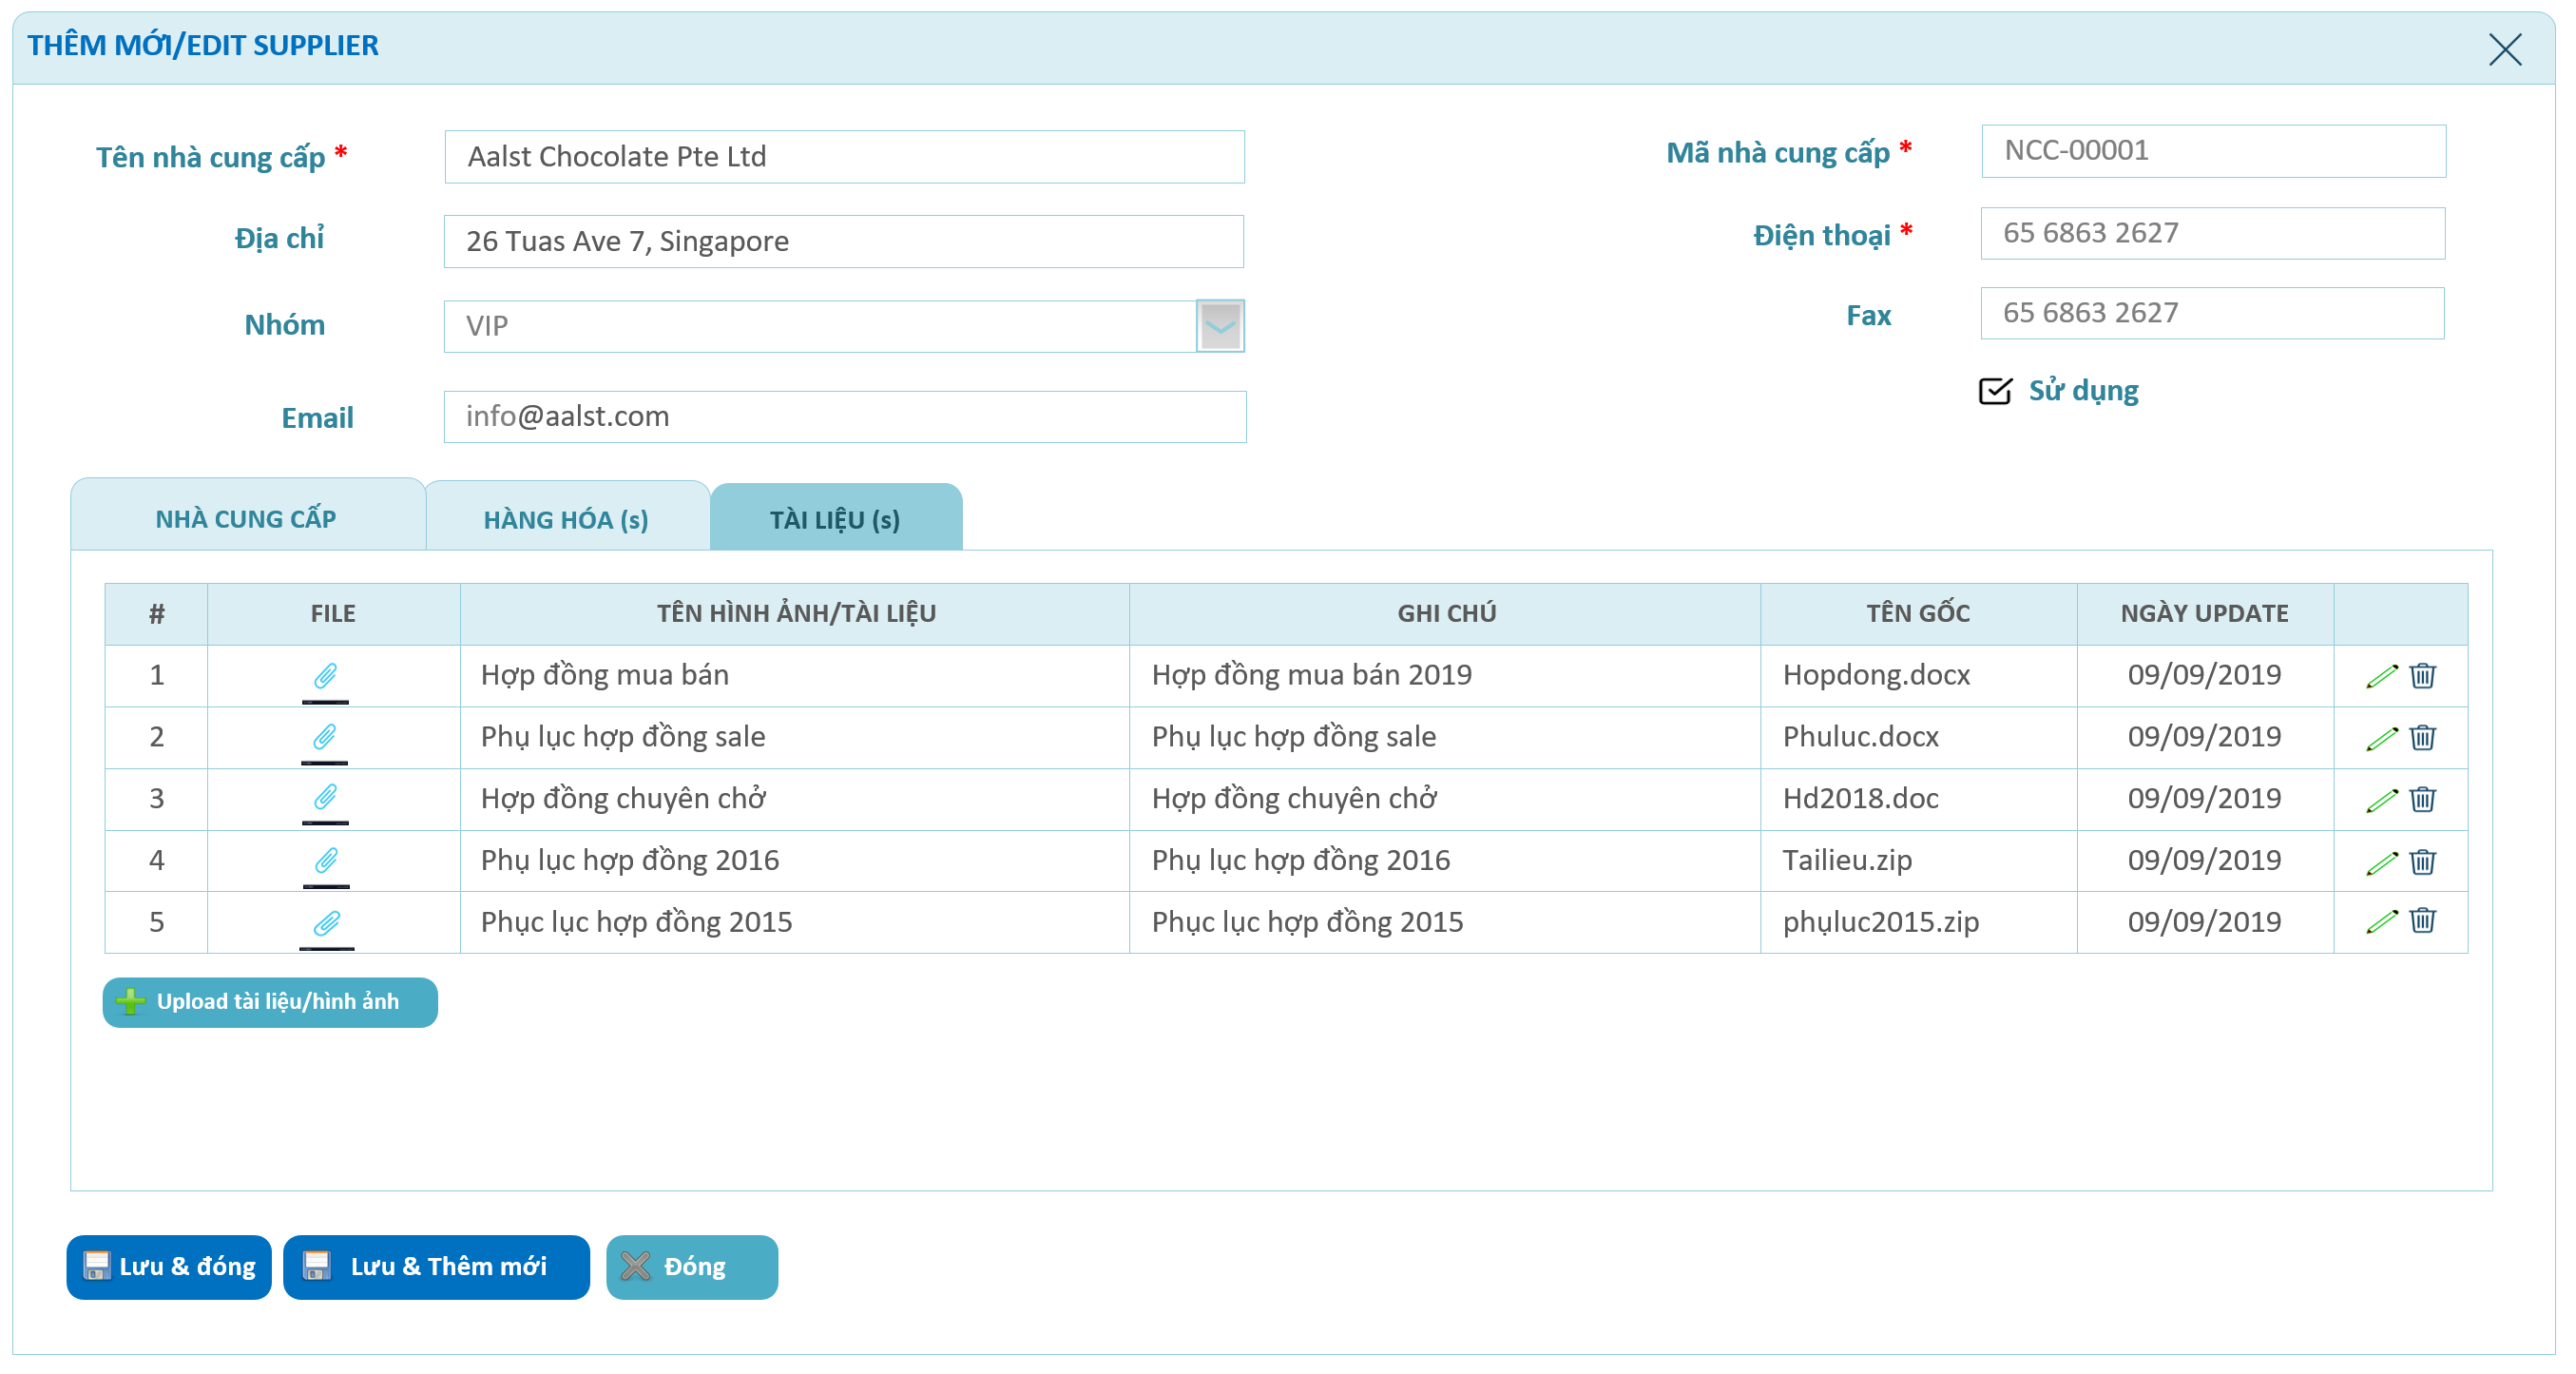 THÊM MỚI/EDIT SUPPLIER
Tên nhà cung cấp * Aalst Chocolate Pte Ltd Mã nhà cung cấp * NCC-00001
Địa chỉ 26 Tuas Ave 7, Singapore Điện thoại * 65 6863 2627
Nhóm VIP Fax 65 6863 2627
Sử dụng
Email info@aalst.com
NHÀ CUNG CẤP HÀNG HÓA (s) TÀI LIỆU (s)
# FILE TÊN HÌNH ẢNH/TÀI LIỆU GHI CHÚ TÊN GỐC NGÀY UPDATE
1 Hợp đồng mua bán Hợp đồng mua bán 2019 Hopdong.docx 09/09/2019
2 Phụ lục hợp đồng sale Phụ lục hợp đồng sale Phuluc.docx 09/09/2019
3 Hợp đồng chuyên chở Hợp đồng chuyên chở Hd2018.doc 09/09/2019
4 Phụ lục hợp đồng 2016 Phụ lục hợp đồng 2016 Tailieu.zip 09/09/2019
5 Phục lục hợp đồng 2015 Phục lục hợp đồng 2015 phụluc2015.zip 09/09/2019
Upload tài liệu/hình ảnh
Lưu & đóng Lưu & Thêm mới Đóng